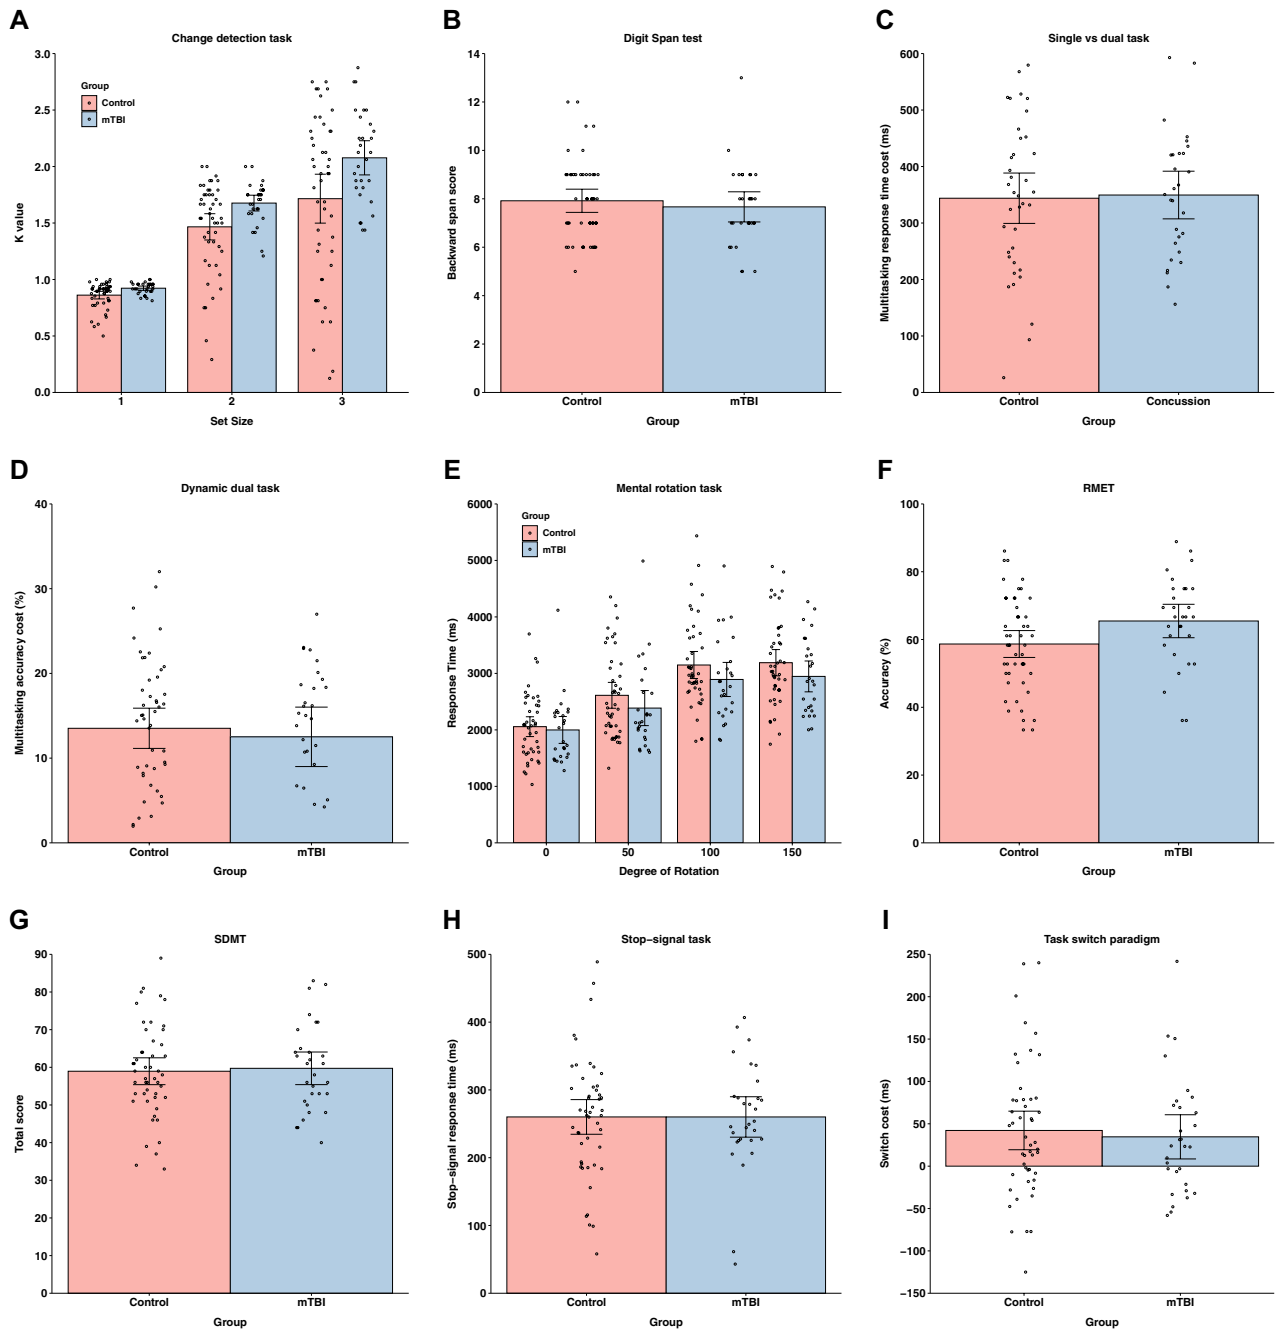 A
Change detection task
K value
3.0
2.5
2.0
1.5
1.0
0.5
0.0
Group
Control
mTBI
1 2 3
Set Size
B
Digit Span test
Backward span score
14
12
10
8
6
4
2
0
Control mTBI
Group
C
Single vs dual task
Multitasking response time cost (ms)
600
500
400
300
200
100
0
Control Concussion
Group
D
Dynamic dual task
Multitasking accuracy cost (%)
40
30
20
10
0
Control mTBI
Group
E
Mental rotation task
Response Time (ms)
6000
5000
4000
3000
2000
1000
0
Group
Control
mTBI
0 50 100 150
Degree of Rotation
F
RMET
Accuracy (%)
100
80
60
40
20
0
Control mTBI
Group
G
SDMT
Total score
90
80
70
60
50
40
30
20
10
0
Control mTBI
Group
H
Stop−signal task
Stop−signal response time (ms)
500
400
300
200
100
0
Control mTBI
Group
I
Task switch paradigm
Switch cost (ms)
250
200
150
100
50
0
−50
−100
−150
Control mTBI
Group